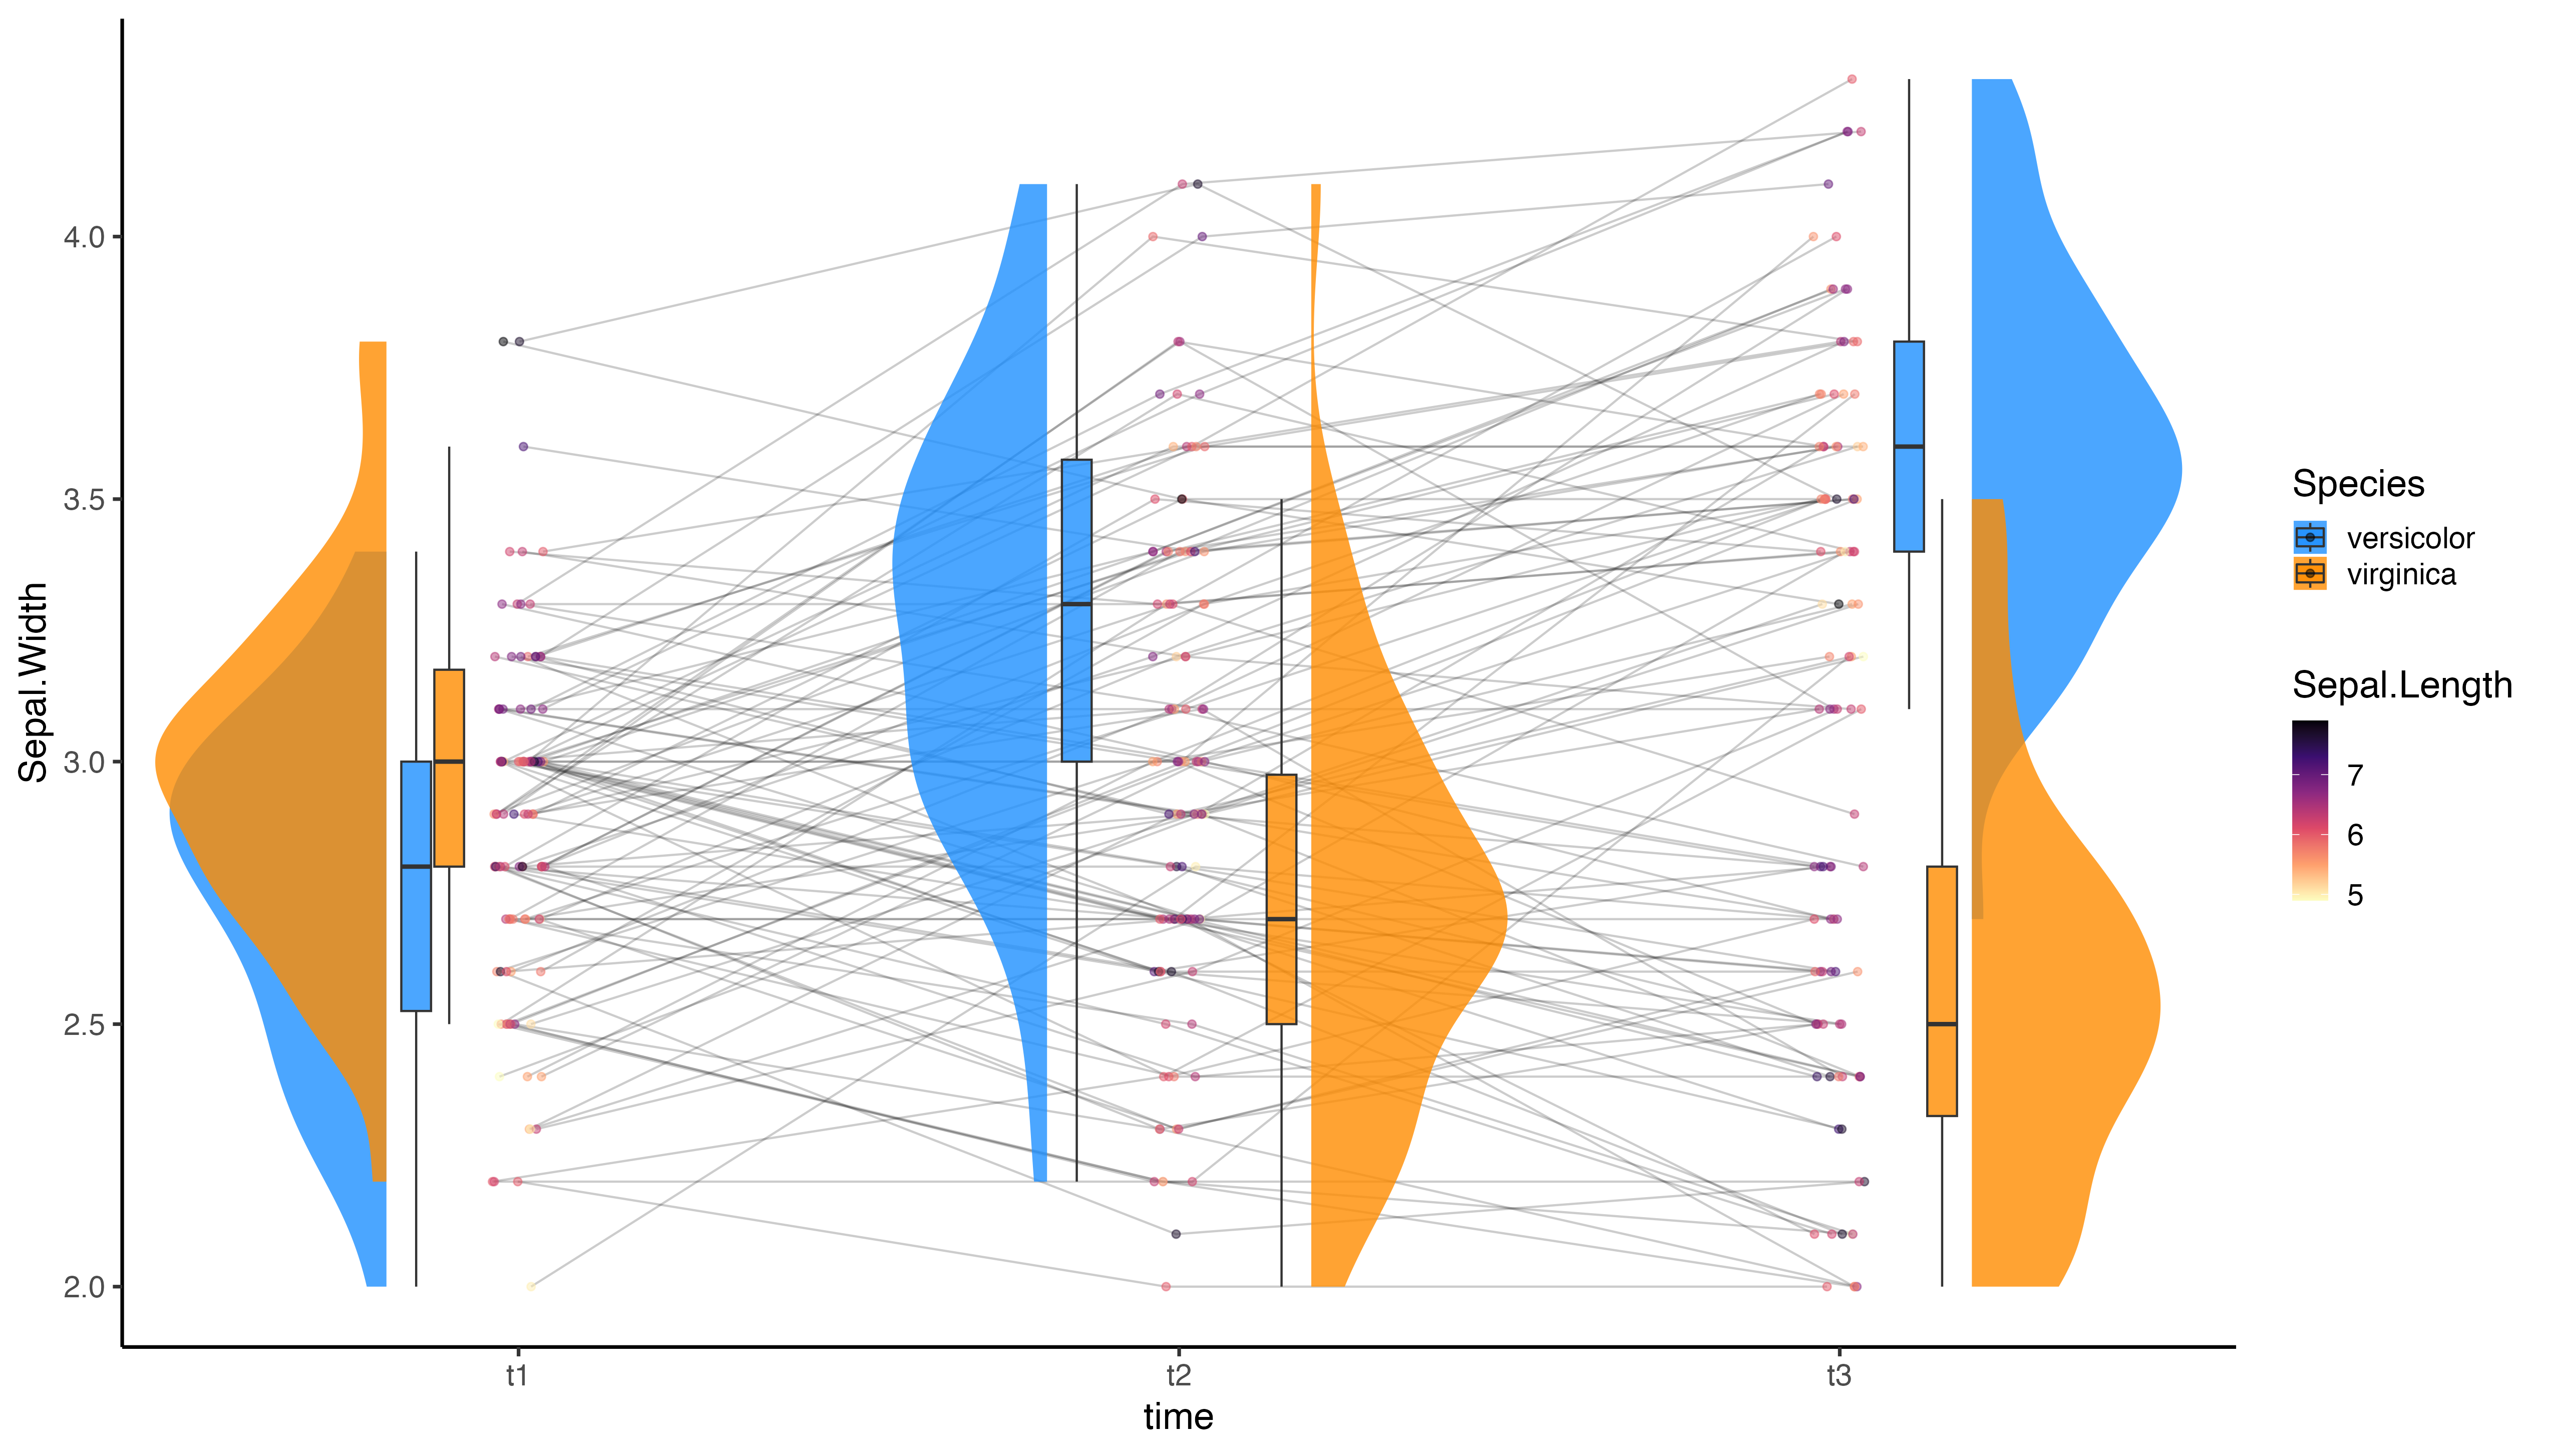 Sepal.Width
4.0
3.5
3.0
2.5
2.0
t1
t2
t3
time
Species
versicolor
virginica
Sepal.Length
7
6
5